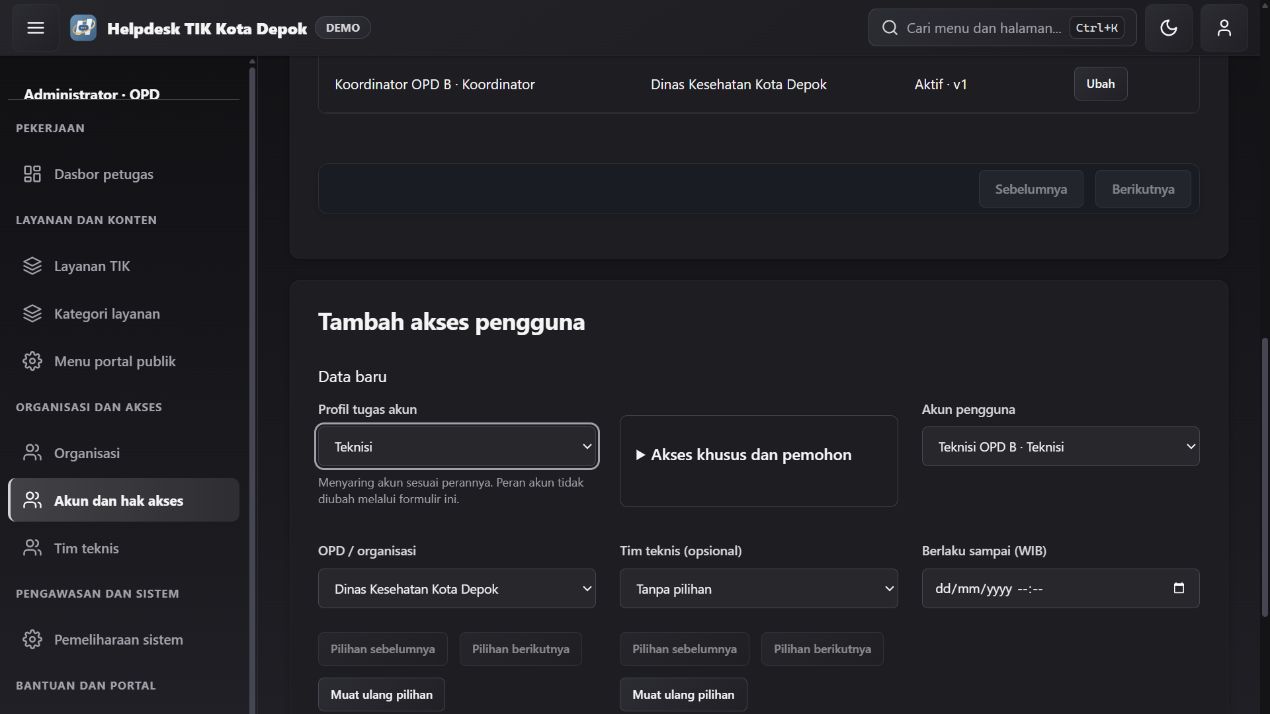 Helpdesk TIK Kota Depok DEMO
Cari menu dan halaman... Ctrl+K
Administrator · OPD
PEKERJAAN
Dasbor petugas
LAYANAN DAN KONTEN
Layanan TIK
Kategori layanan
Menu portal publik
ORGANISASI DAN AKSES
Organisasi
Akun dan hak akses
Tim teknis
PENGAWASAN DAN SISTEM
Pemeliharaan sistem
BANTUAN DAN PORTAL
Koordinator OPD B · Koordinator Dinas Kesehatan Kota Depok Aktif · v1 Ubah
Sebelumnya Berikutnya
Tambah akses pengguna
Data baru
Profil tugas akun
Teknisi
Menyaring akun sesuai perannya. Peran akun tidak
diubah melalui formulir ini.
▶ Akses khusus dan pemohon
Akun pengguna
Teknisi OPD B · Teknisi
OPD / organisasi
Dinas Kesehatan Kota Depok
Pilihan sebelumnya Pilihan berikutnya
Muat ulang pilihan
Tim teknis (opsional)
Tanpa pilihan
Pilihan sebelumnya Pilihan berikutnya
Muat ulang pilihan
Berlaku sampai (WIB)
dd/mm/yyyy --:--